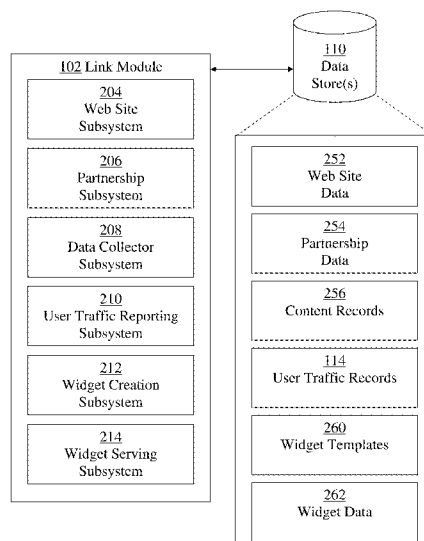 102 Link Module
204
Web Site
Subsystem
206
Partnership
Subsystem
208
Data Collector
Subsystem
210
User Traffic Reporting
Subsystem
212
Widget Creation
Subsystem
214
Widget Serving
Subsystem
110
Data
Store(s)
252
Web Site
Data
254
Partnership
Data
256
Content Records
114
User Traffic Records
260
Widget Templates
262
Widget Data